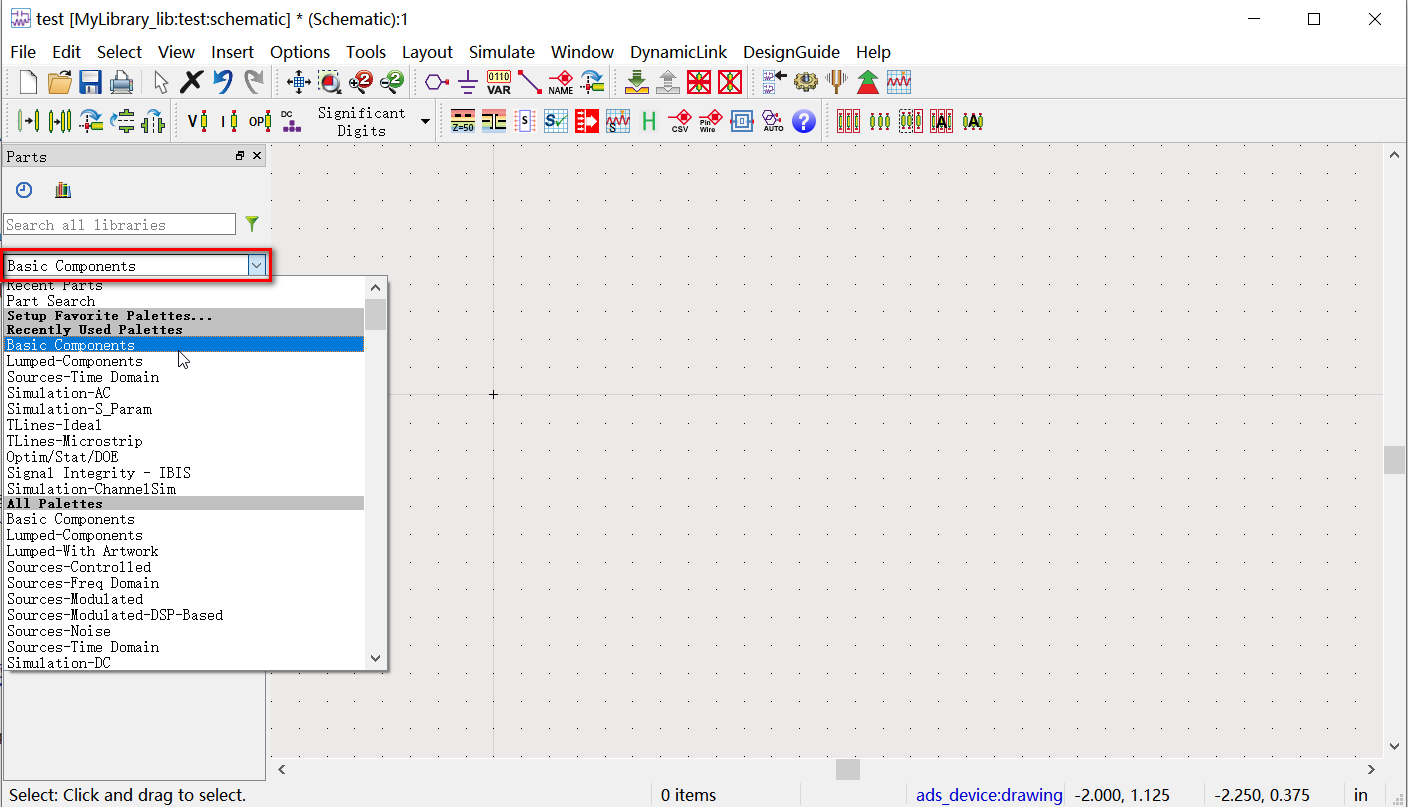 test [MyLibrary_lib:test:schematic] * (Schematic):1
File Edit Select View Insert Options Tools Layout Simulate Window DynamicLink DesignGuide Help
2 2 0110 VAR NAME
V I OP DC Significant Digits Z=50 S S S H CSV Pin Wire AUTO ? A A
Parts
Search all libraries
Basic Components
Recent Parts
Part Search
Setup Favorite Palettes...
Recently Used Palettes
Basic Components
Lumped-Components
Sources-Time Domain
Simulation-AC
Simulation-S_Param
TLines-Ideal
TLines-Microstrip
Optim/Stat/DOE
Signal Integrity - IBIS
Simulation-ChannelSim
All Palettes
Basic Components
Lumped-Components
Lumped-With Artwork
Sources-Controlled
Sources-Freq Domain
Sources-Modulated
Sources-Modulated-DSP-Based
Sources-Noise
Sources-Time Domain
Simulation-DC
Select: Click and drag to select. 0 items ads_device:drawing -2.000, 1.125 -2.250, 0.375 in